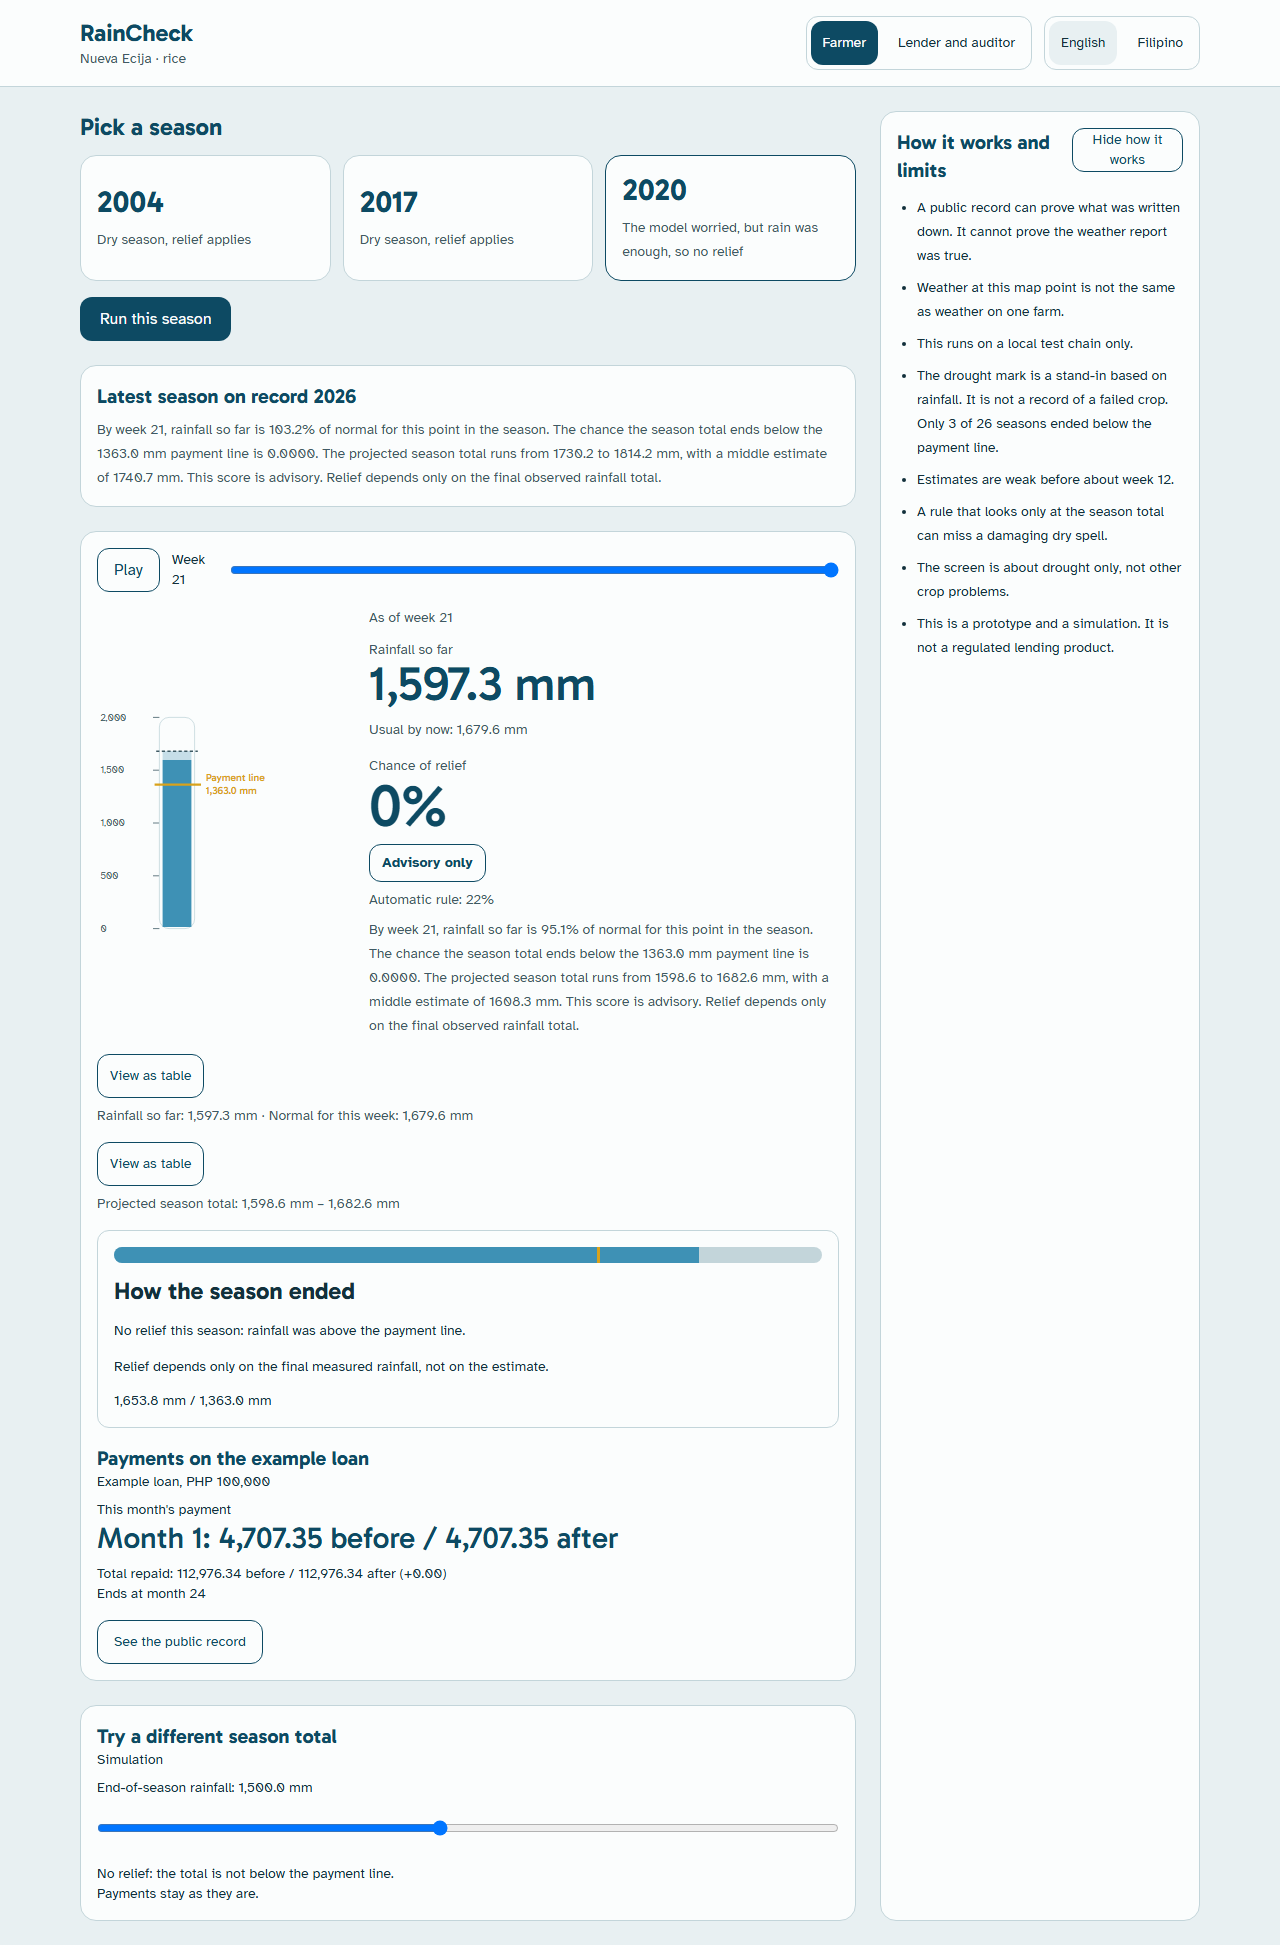 RainCheck
Nueva Ecija · rice
Farmer
Lender and auditor
English
Filipino
Pick a season
2004
Dry season, relief applies
2017
Dry season, relief applies
2020
The model worried, but rain was
enough, so no relief
Run this season
Latest season on record 2026
By week 21, rainfall so far is 103.2% of normal for this point in the season. The chance the season total ends below the
1363.0 mm payment line is 0.0000. The projected season total runs from 1730.2 to 1814.2 mm, with a middle estimate
of 1740.7 mm. This score is advisory. Relief depends only on the final observed rainfall total.
Play
Week
21
2,000
1,500
1,000
500
0
Payment line
1,363.0 mm
As of week 21
Rainfall so far
1,597.3 mm
Usual by now: 1,679.6 mm
Chance of relief
0%
Advisory only
Automatic rule: 22%
By week 21, rainfall so far is 95.1% of normal for this point in the season.
The chance the season total ends below the 1363.0 mm payment line is
0.0000. The projected season total runs from 1598.6 to 1682.6 mm, with a
middle estimate of 1608.3 mm. This score is advisory. Relief depends only
on the final observed rainfall total.
View as table
Rainfall so far: 1,597.3 mm · Normal for this week: 1,679.6 mm
View as table
Projected season total: 1,598.6 mm – 1,682.6 mm
How the season ended
No relief this season: rainfall was above the payment line.
Relief depends only on the final measured rainfall, not on the estimate.
1,653.8 mm / 1,363.0 mm
Payments on the example loan
Example loan, PHP 100,000
This month's payment
Month 1: 4,707.35 before / 4,707.35 after
Total repaid: 112,976.34 before / 112,976.34 after (+0.00)
Ends at month 24
See the public record
Try a different season total
Simulation
End-of-season rainfall: 1,500.0 mm
No relief: the total is not below the payment line.
Payments stay as they are.
How it works and
limits
Hide how it
works
• A public record can prove what was written
down. It cannot prove the weather report
was true.
• Weather at this map point is not the same
as weather on one farm.
• This runs on a local test chain only.
• The drought mark is a stand-in based on
rainfall. It is not a record of a failed crop.
Only 3 of 26 seasons ended below the
payment line.
• Estimates are weak before about week 12.
• A rule that looks only at the season total
can miss a damaging dry spell.
• The screen is about drought only, not other
crop problems.
• This is a prototype and a simulation. It is
not a regulated lending product.